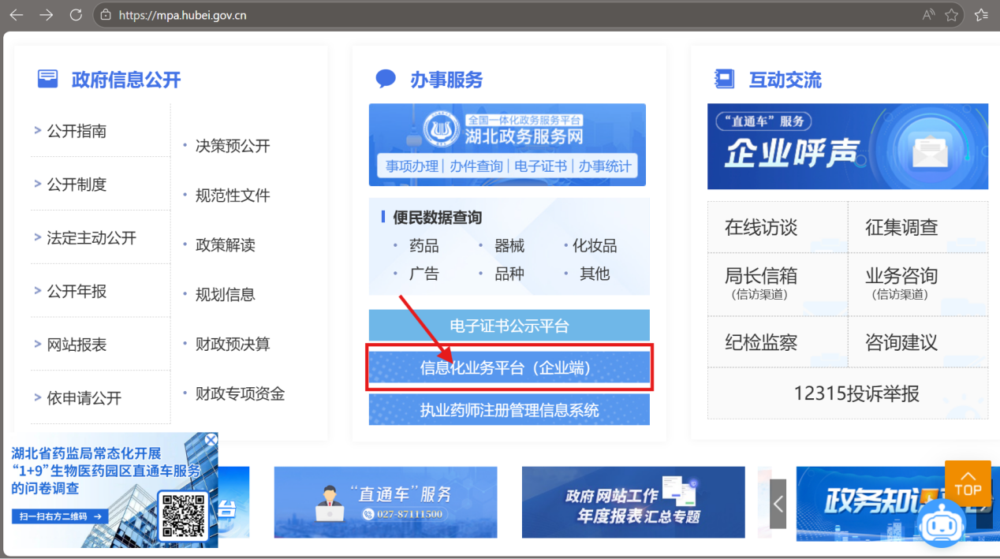 https://mpa.hubei.gov.cn
政府信息公开
> 公开指南
> 公开制度
> 法定主动公开
> 公开年报
> 网站报表
> 依申请公开
· 决策预公开
· 规范性文件
· 政策解读
· 规划信息
· 财政预决算
· 财政专项资金
办事服务
全国一体化政务服务平台
湖北政务服务网
事项办理| 办件查询| 电子证书| 办事统计
便民数据查询
· 药品 · 器械 · 化妆品
· 广告 · 品种 · 其他
电子证书公示平台
信息化业务平台（企业端）
执业药师注册管理信息系统
互动交流
“直通车”服务
企业呼声
在线访谈 征集调查
局长信箱 业务咨询
(信访渠道) (信访渠道)
纪检监察 咨询建议
12315投诉举报
湖北省药监局常态化开展
“1+9”生物医药园区直通车服务
的问卷调查
扫一扫右方二维码 →
台
“直通车”服务
027-87111500
政府网站工作
年度报表汇总专题
政务知
TOP